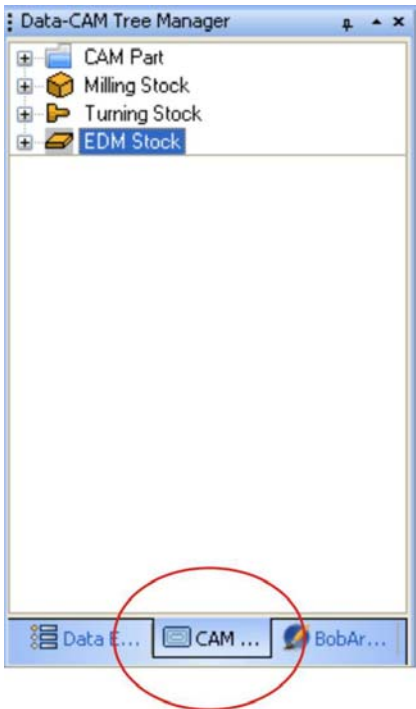 Data-CAM Tree Manager
CAM Part
Milling Stock
Turning Stock
EDM Stock
Data E... CAM ... BobAr...